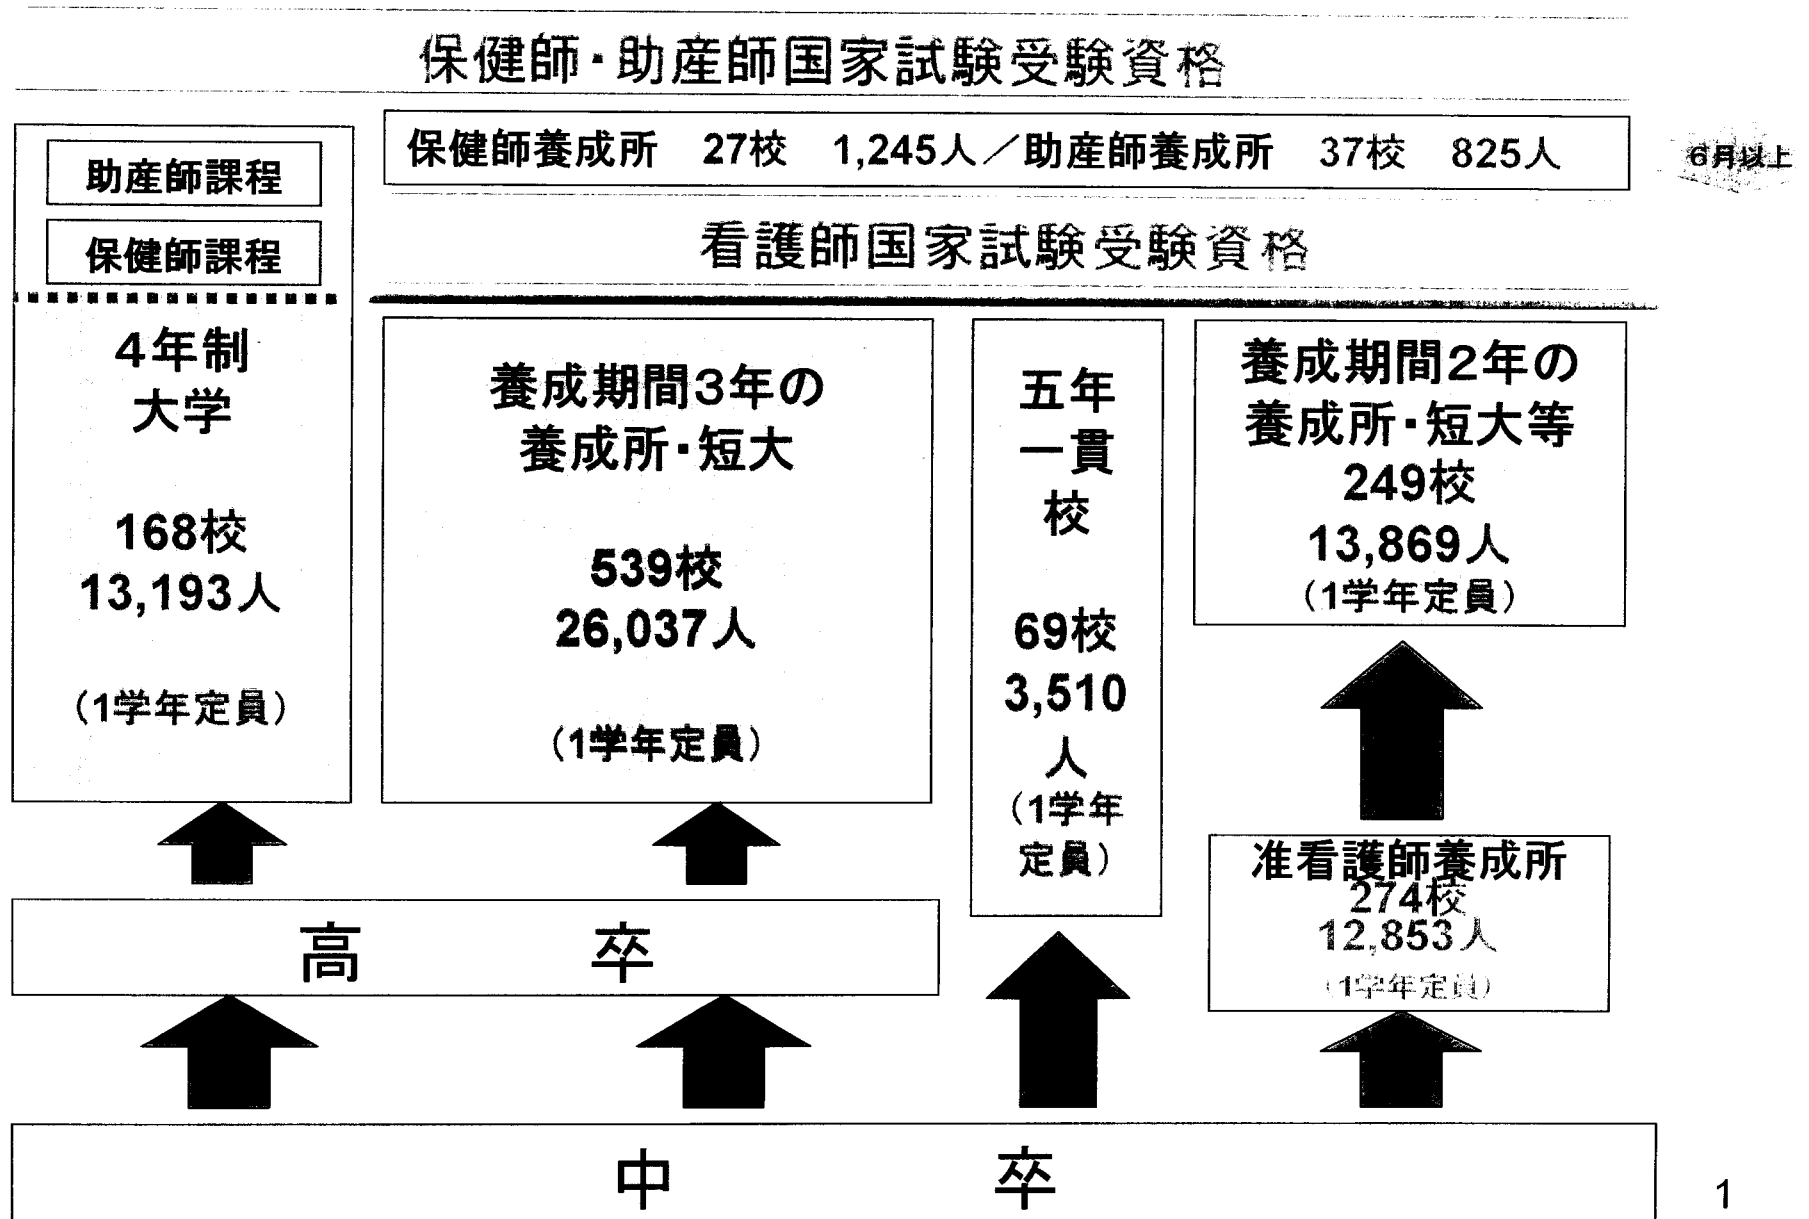 保健師・助産師国家試験受験資格
保健師養成所 27校 1,245人／助産師養成所 37校 825人
6月以上
助産師課程
保健師課程
看護師国家試験受験資格
4年制
大学
168校
13,193人
（1学年定員）
養成期間3年の
養成所・短大
539校
26,037人
（1学年定員）
五年
一貫
校
69校
3,510
人
（1学年
定員）
養成期間2年の
養成所・短大等
249校
13,869人
（1学年定員）
准看護師養成所
274校
12,853人
（1学年定員）
高 卒
中 卒
1